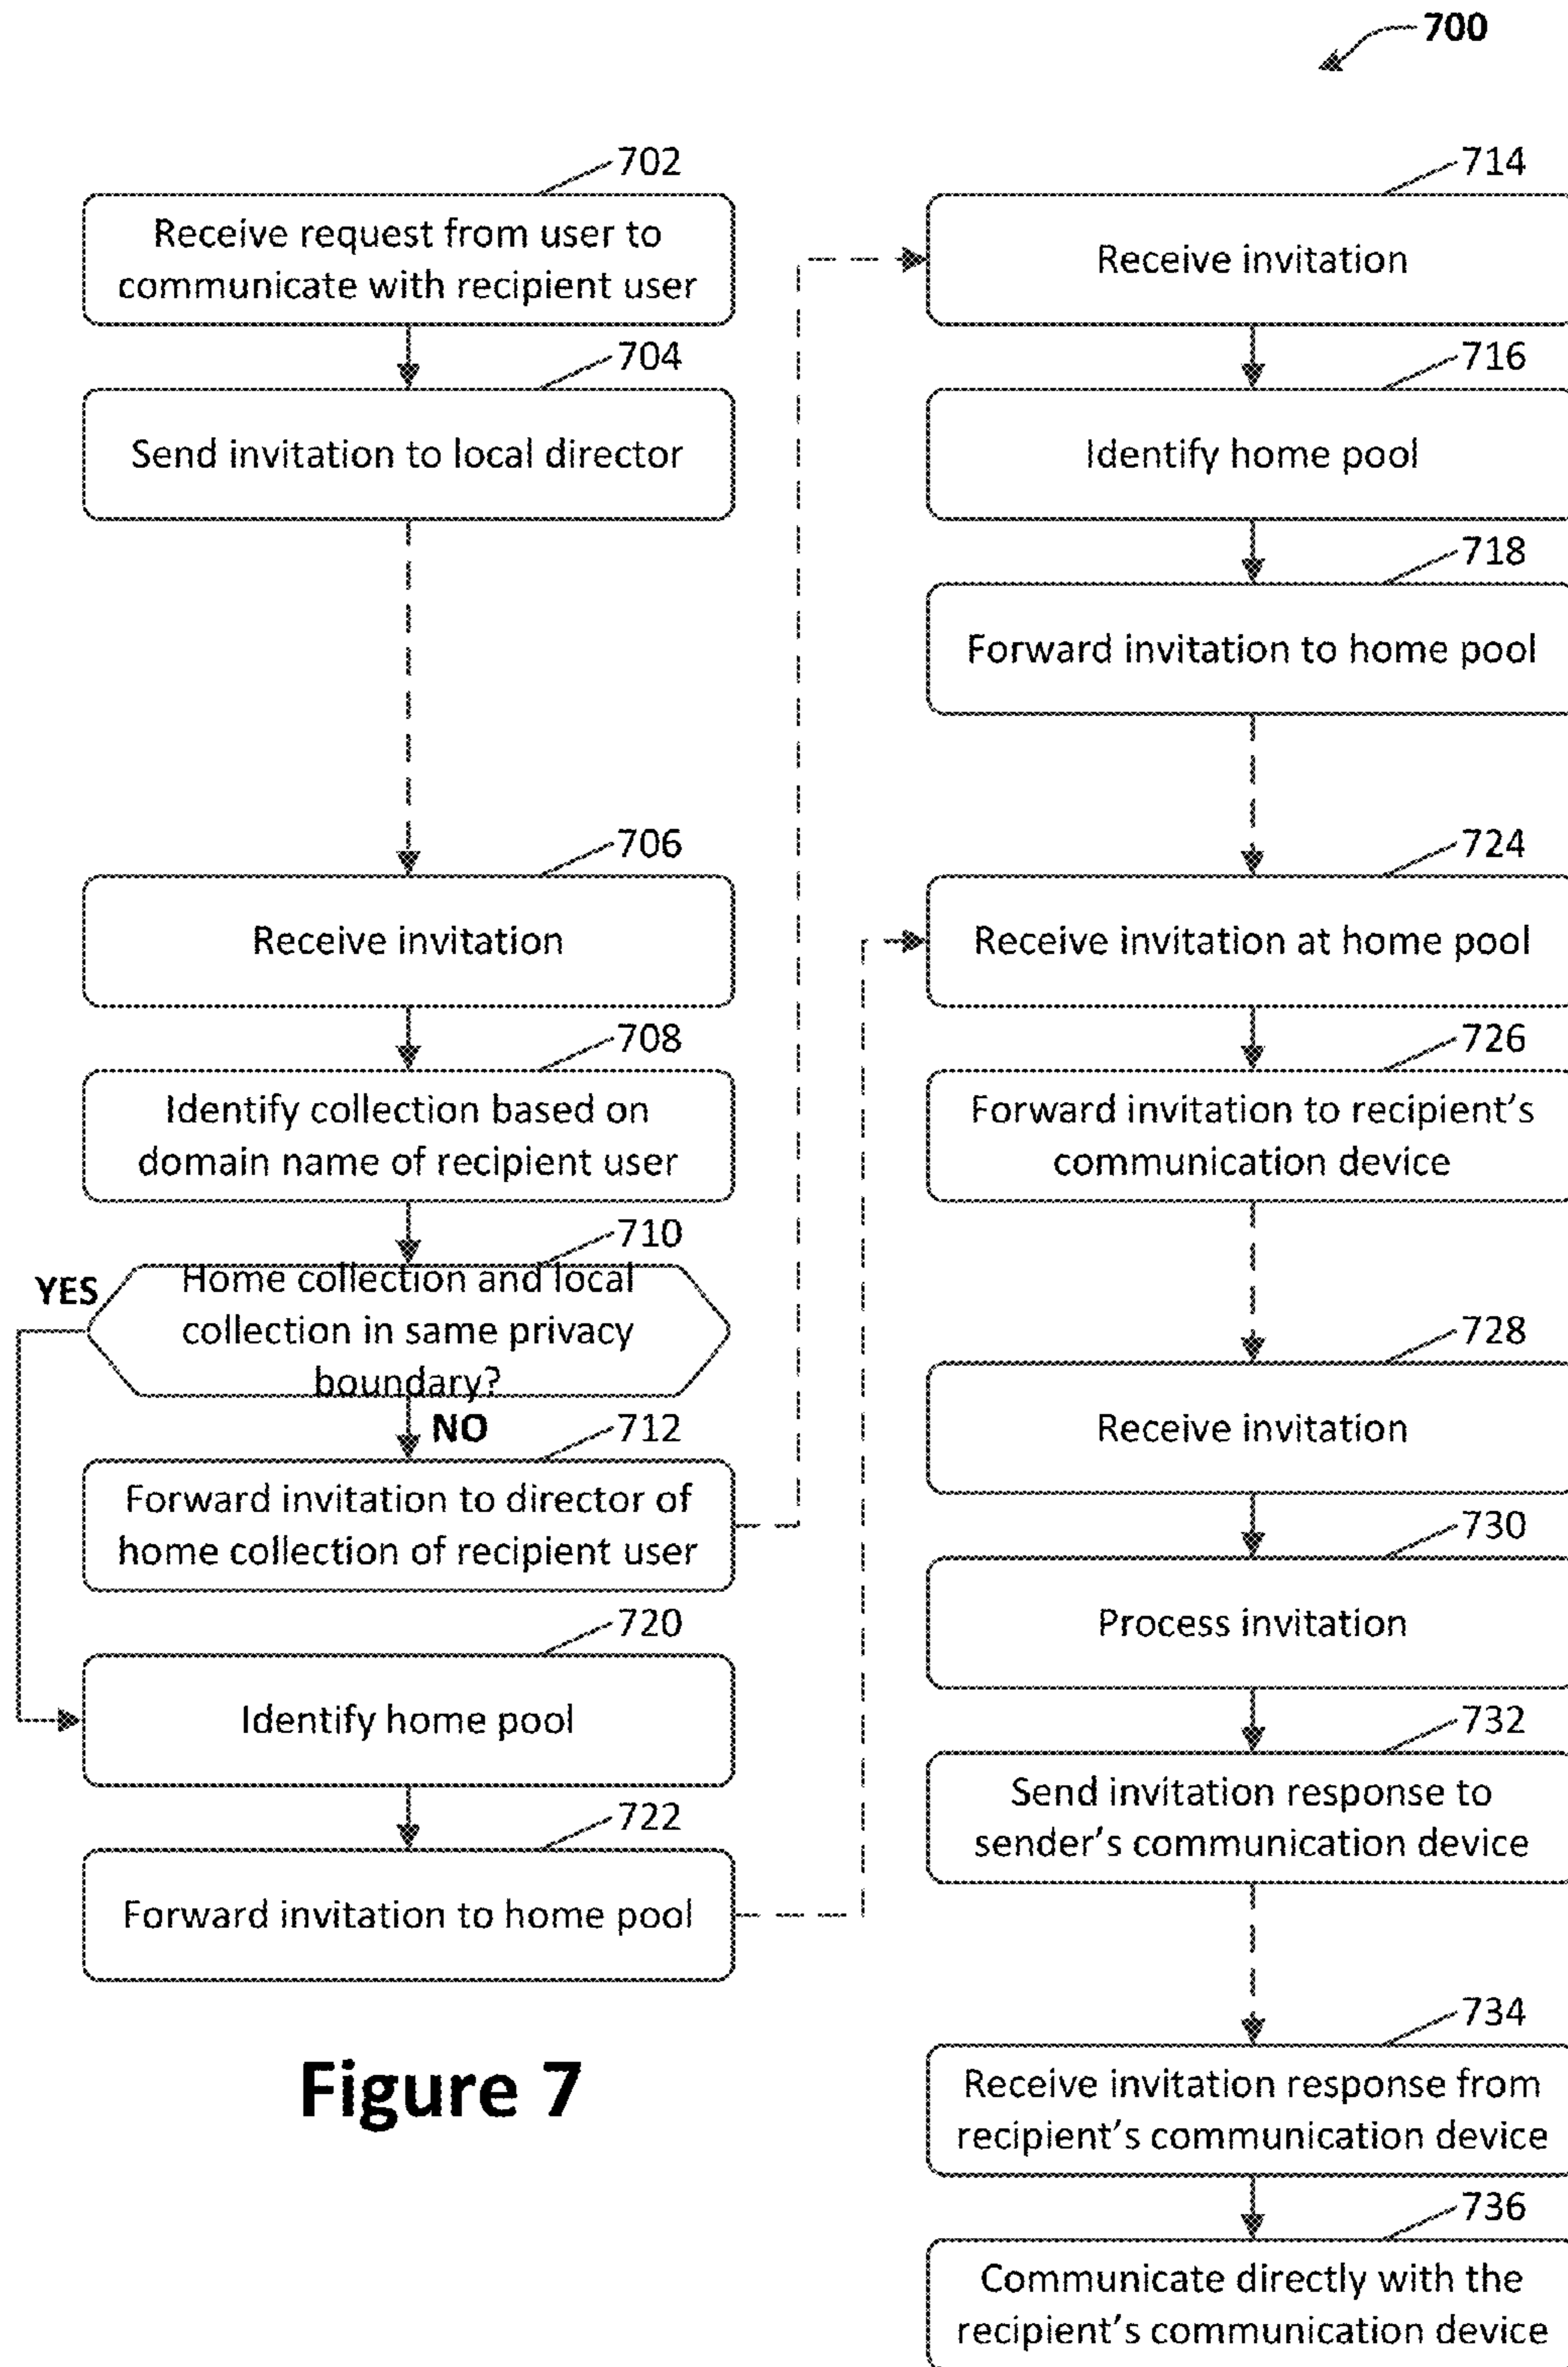 700
702
Receive request from user to
communicate with recipient user
704
Send invitation to local director
706
Receive invitation
708
Identify collection based on
domain name of recipient user
710
YES
Home collection and local
collection in same privacy
boundary?
NO
712
Forward invitation to director of
home collection of recipient user
720
Identify home pool
722
Forward invitation to home pool
714
Receive invitation
716
Identify home pool
718
Forward invitation to home pool
724
Receive invitation at home pool
726
Forward invitation to recipient's
communication device
728
Receive invitation
730
Process invitation
732
Send invitation response to
sender's communication device
734
Receive invitation response from
recipient's communication device
736
Communicate directly with the
recipient's communication device
Figure 7